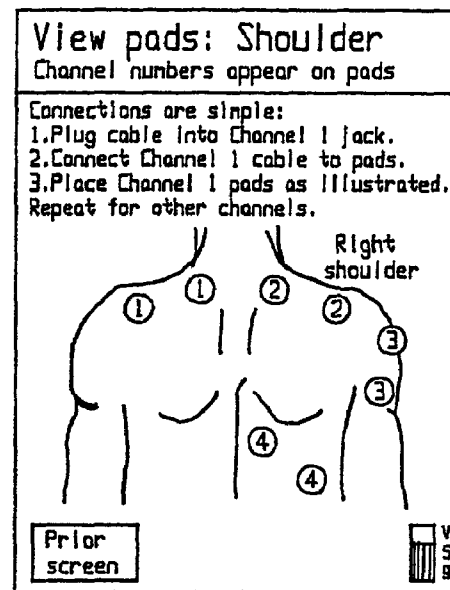 View pads: Shoulder
Channel numbers appear on pads
Connections are simple:
1.Plug cable into Channel 1 jack.
2.Connect Channel 1 cable to pads.
3.Place Channel 1 pads as illustrated.
Repeat for other channels.
Right
shoulder
1 1 2 2
3
3
4
4
Prior
screen